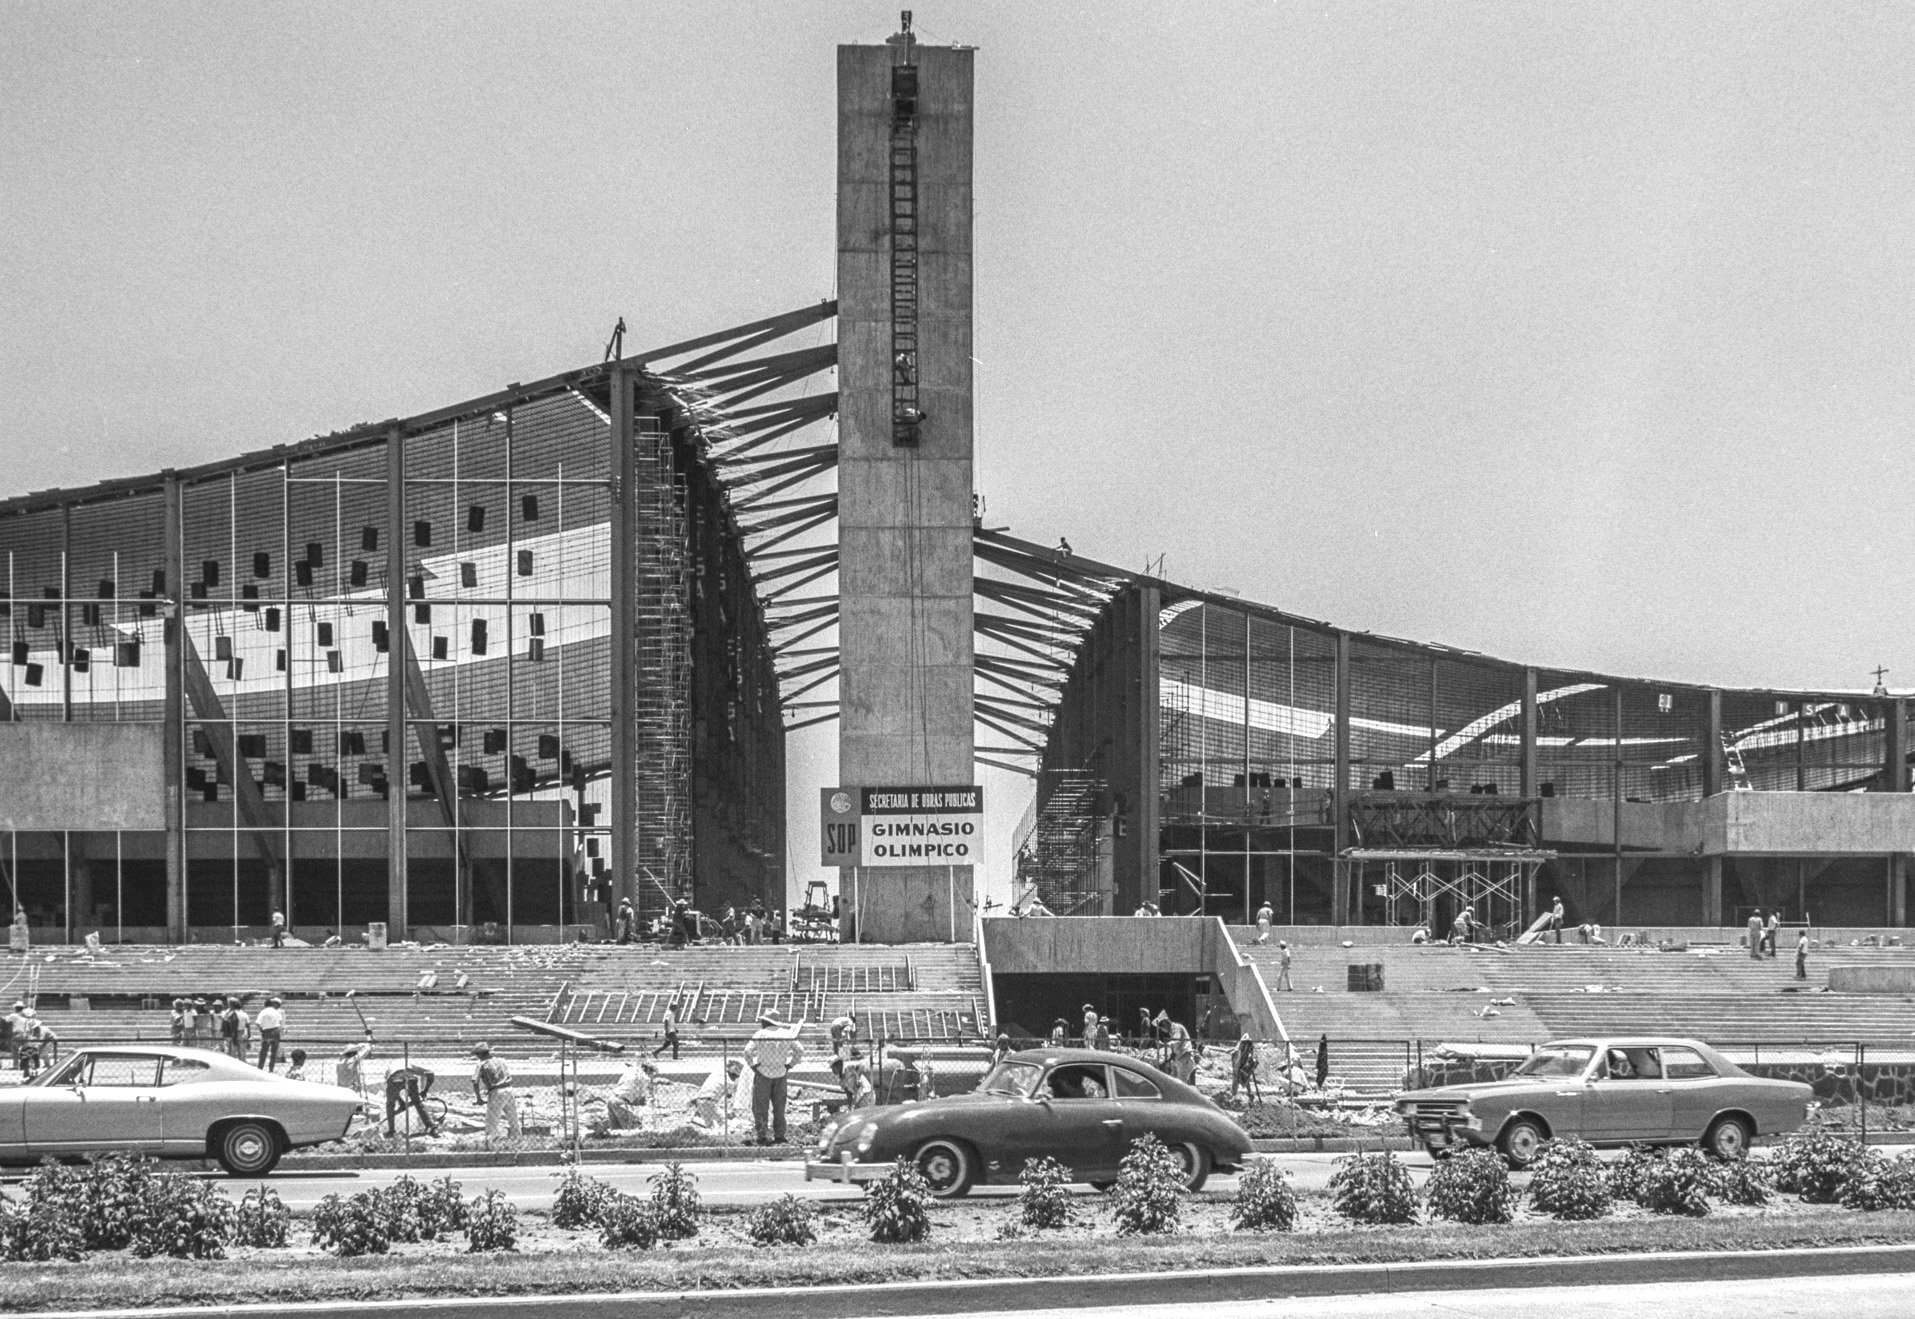 SECRETARIA DE OBRAS PUBLICAS
SOP
GIMNASIO
OLIMPICO